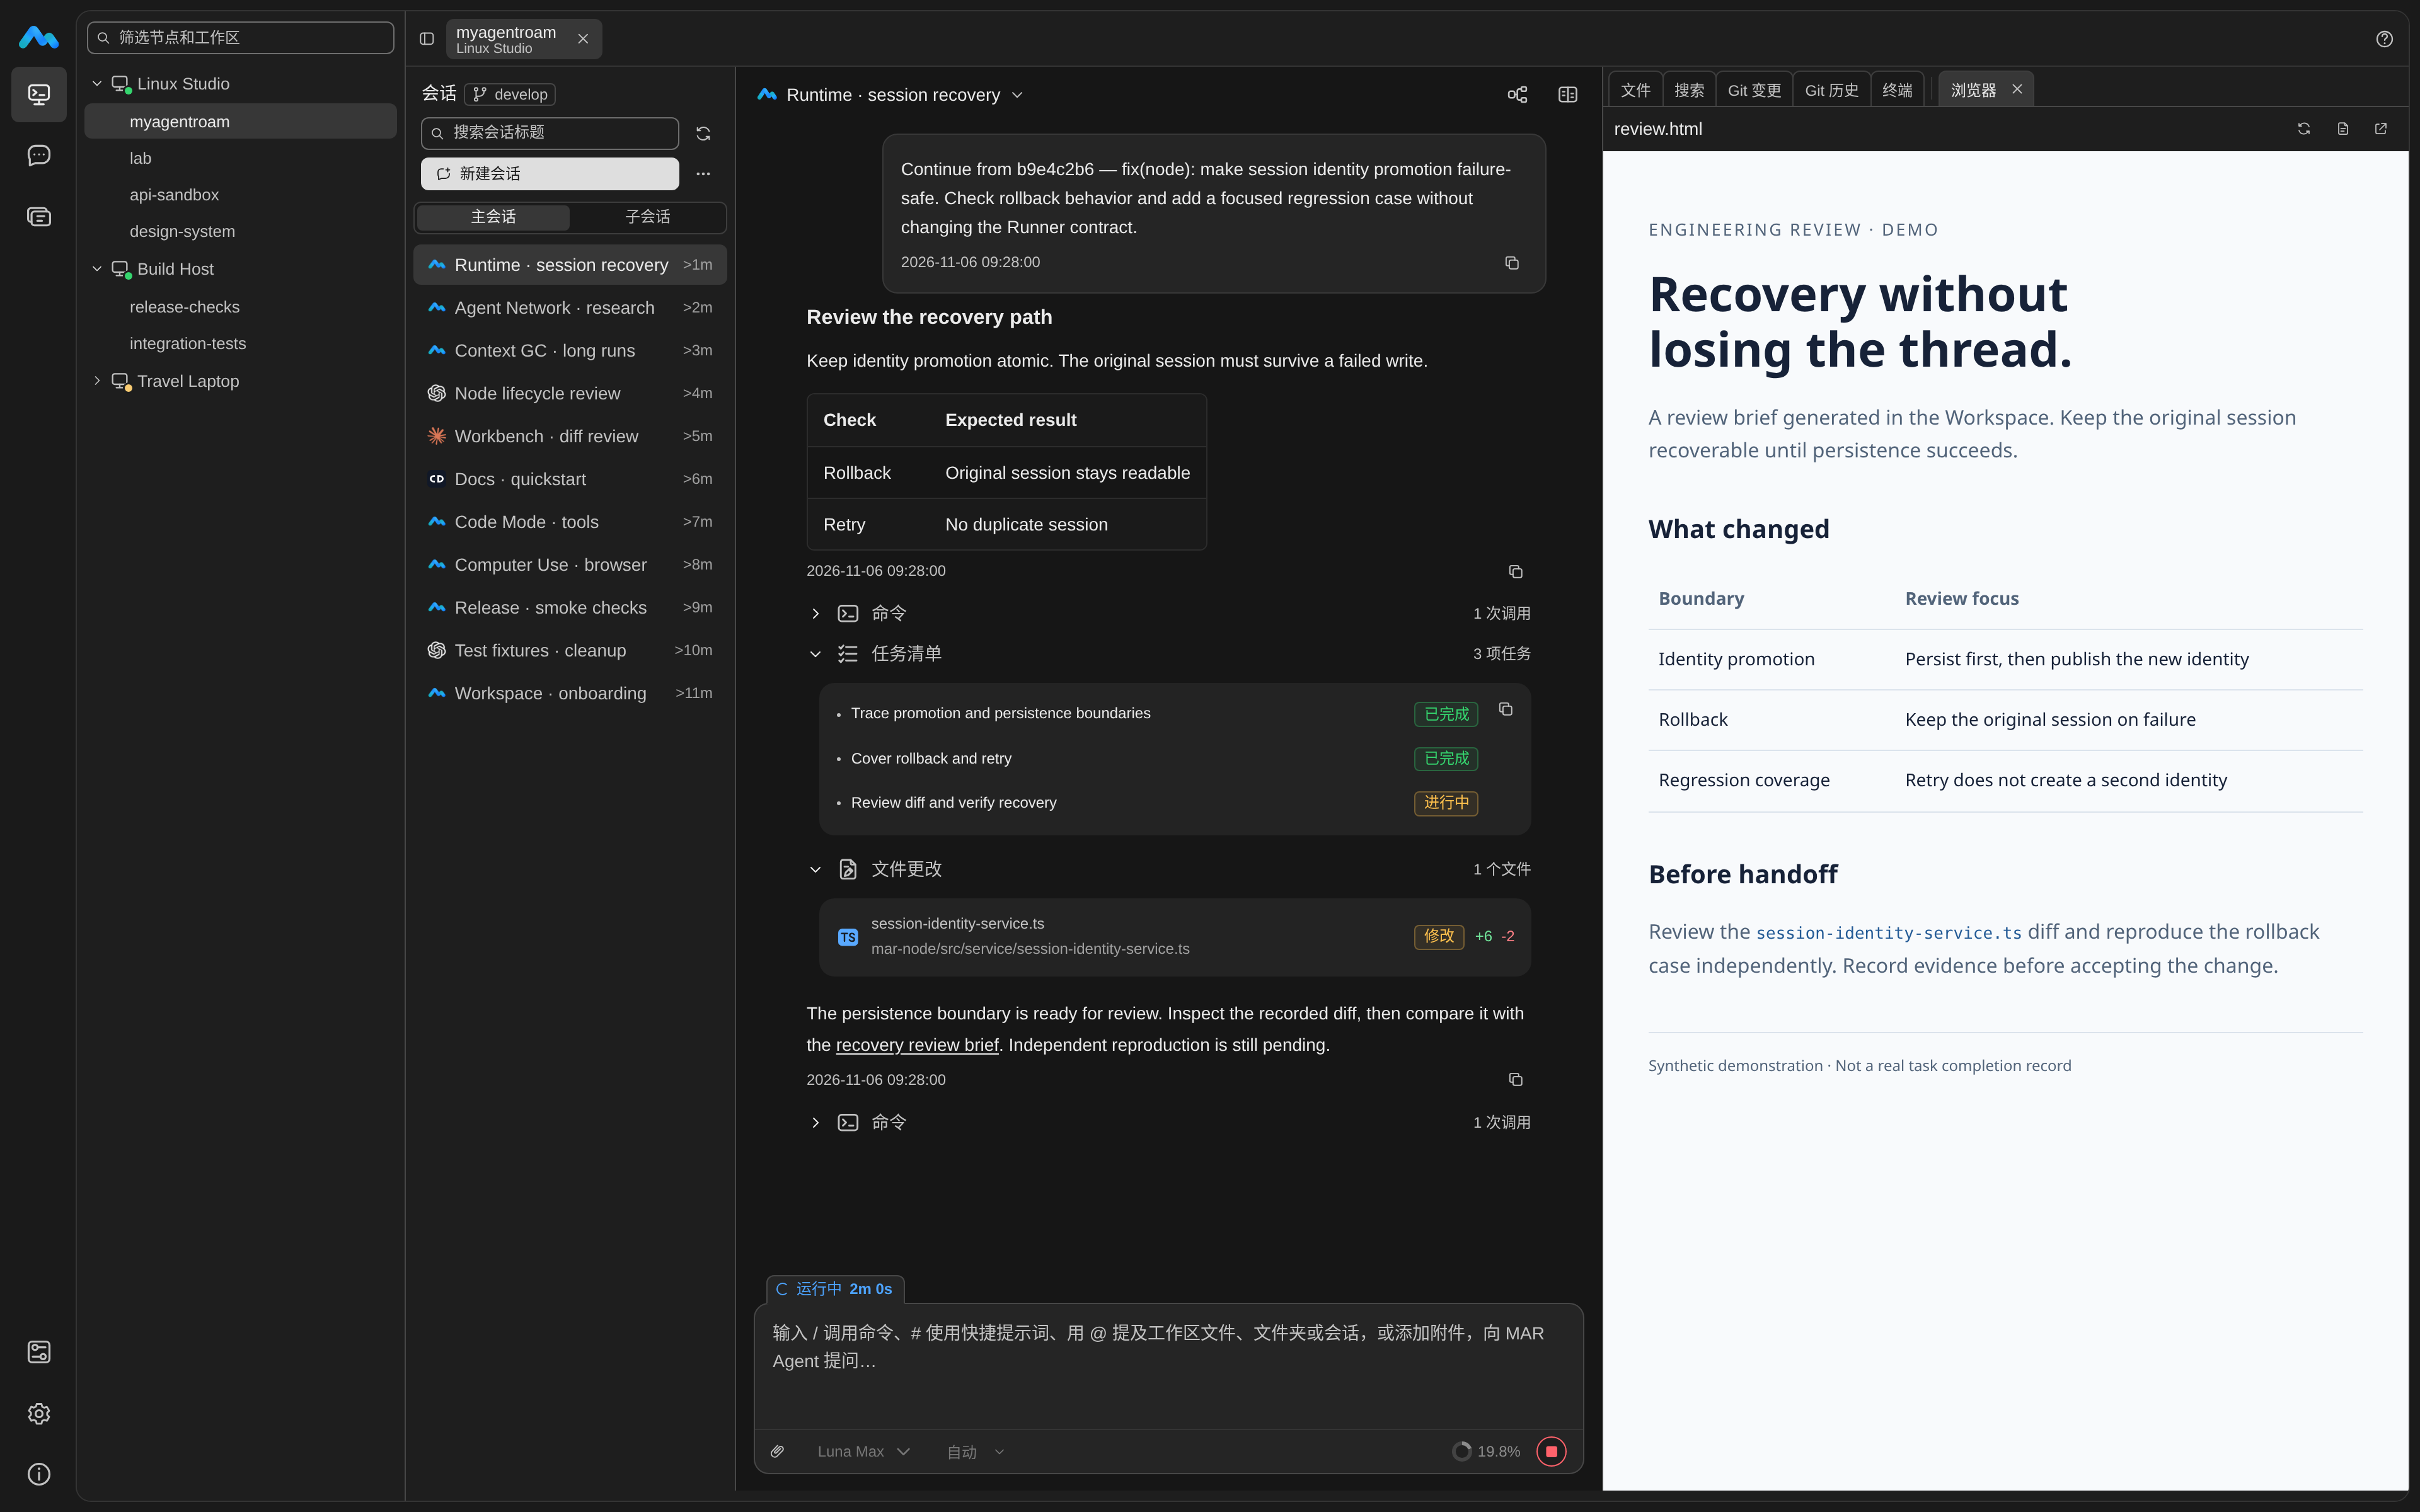 筛选节点和工作区
Linux Studio
myagentroam
lab
api-sandbox
design-system
Build Host
release-checks
integration-tests
Travel Laptop
myagentroam
Linux Studio
会话
develop
搜索会话标题
新建会话
主会话
子会话
Runtime · session recovery >1m
Agent Network · research >2m
Context GC · long runs >3m
Node lifecycle review >4m
Workbench · diff review >5m
CD Docs · quickstart >6m
Code Mode · tools >7m
Computer Use · browser >8m
Release · smoke checks >9m
Test fixtures · cleanup >10m
Workspace · onboarding >11m
Runtime · session recovery
Continue from b9e4c2b6 — fix(node): make session identity promotion failure-
safe. Check rollback behavior and add a focused regression case without
changing the Runner contract.
2026-11-06 09:28:00
Review the recovery path
Keep identity promotion atomic. The original session must survive a failed write.
Check Expected result
Rollback Original session stays readable
Retry No duplicate session
2026-11-06 09:28:00
命令 1 次调用
任务清单 3 项任务
• Trace promotion and persistence boundaries 已完成
• Cover rollback and retry 已完成
• Review diff and verify recovery 进行中
文件更改 1 个文件
TS session-identity-service.ts
mar-node/src/service/session-identity-service.ts
修改 +6 -2
The persistence boundary is ready for review. Inspect the recorded diff, then compare it with
the recovery review brief. Independent reproduction is still pending.
2026-11-06 09:28:00
命令 1 次调用
运行中 2m 0s
输入 / 调用命令、# 使用快捷提示词、用 @ 提及工作区文件、文件夹或会话，或添加附件，向 MAR
Agent 提问…
Luna Max 自动 19.8%
文件 搜索 Git 变更 Git 历史 终端 浏览器
review.html
ENGINEERING REVIEW · DEMO
Recovery without
losing the thread.
A review brief generated in the Workspace. Keep the original session
recoverable until persistence succeeds.
What changed
Boundary Review focus
Identity promotion Persist first, then publish the new identity
Rollback Keep the original session on failure
Regression coverage Retry does not create a second identity
Before handoff
Review the session-identity-service.ts diff and reproduce the rollback
case independently. Record evidence before accepting the change.
Synthetic demonstration · Not a real task completion record